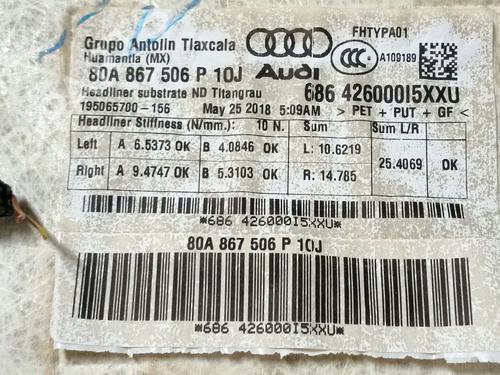 Grupo Antolin Tlaxcala
Huamantla (MX)
FHTYPA01
CCC
A109189
80A 867 506 P 10J
Audi
686 42600015XXU
Headliner substrate ND Titangrau
195065700-156 May 25 2018 5:09AM > PET + PUT + GF <
Headliner Stiffness (N/mm): 10 N. Sum Sum L/R
Left A 6.5373 OK B 4.0846 OK L: 10.6219
25.4069 OK
Right A 9.4747 OK B 5.3103 OK R: 14.785
*686 42600015XXU*
80A 867 506 P 10J
*686 42600015XXU*